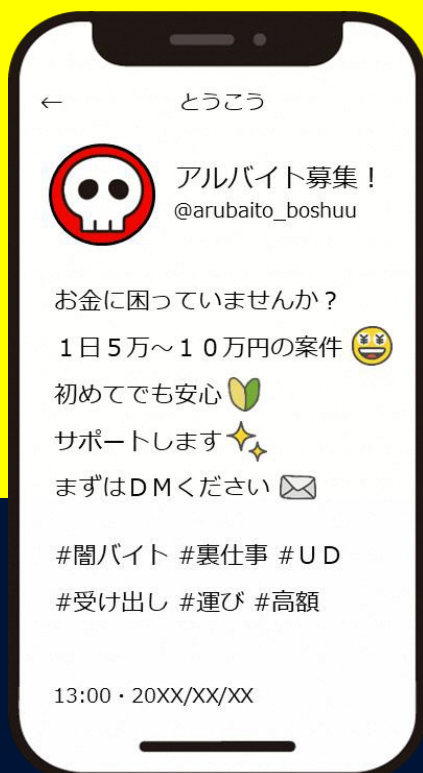 ← とうこう
アルバイト募集！
@arubaito_boshuu
お金に困っていませんか？
１日５万～１０万円の案件
初めてでも安心
サポートします
まずはＤＭください
#闇バイト #裏仕事 #ＵＤ
#受け出し #運び #高額
13:00・20XX/XX/XX